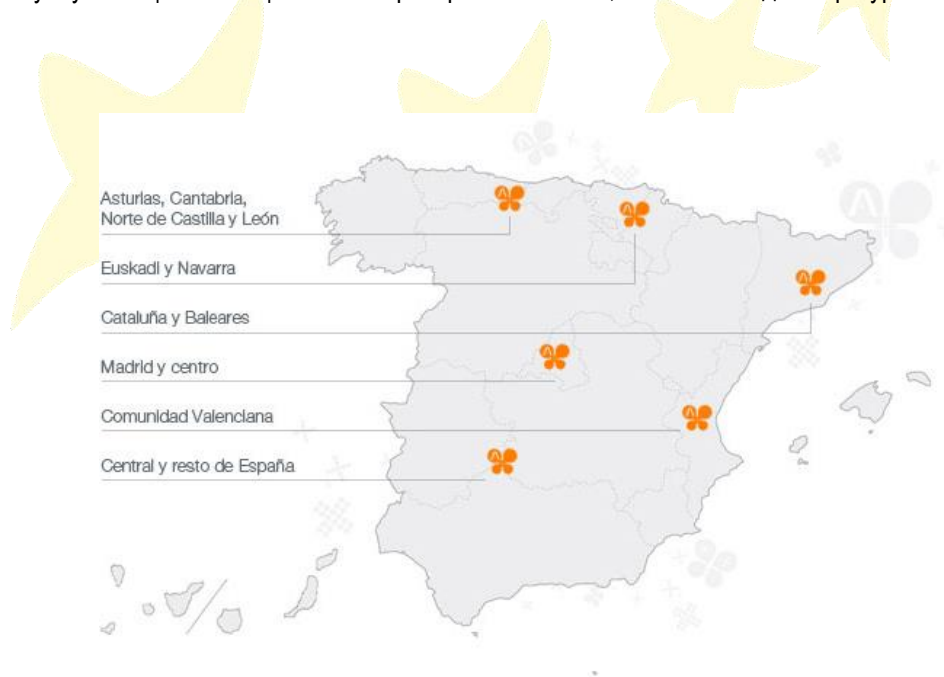 Asturias, Cantabria,
Norte de Castilla y León
Euskadi y Navarra
Cataluña y Baleares
Madrid y centro
Comunidad Valenciana
Central y resto de España